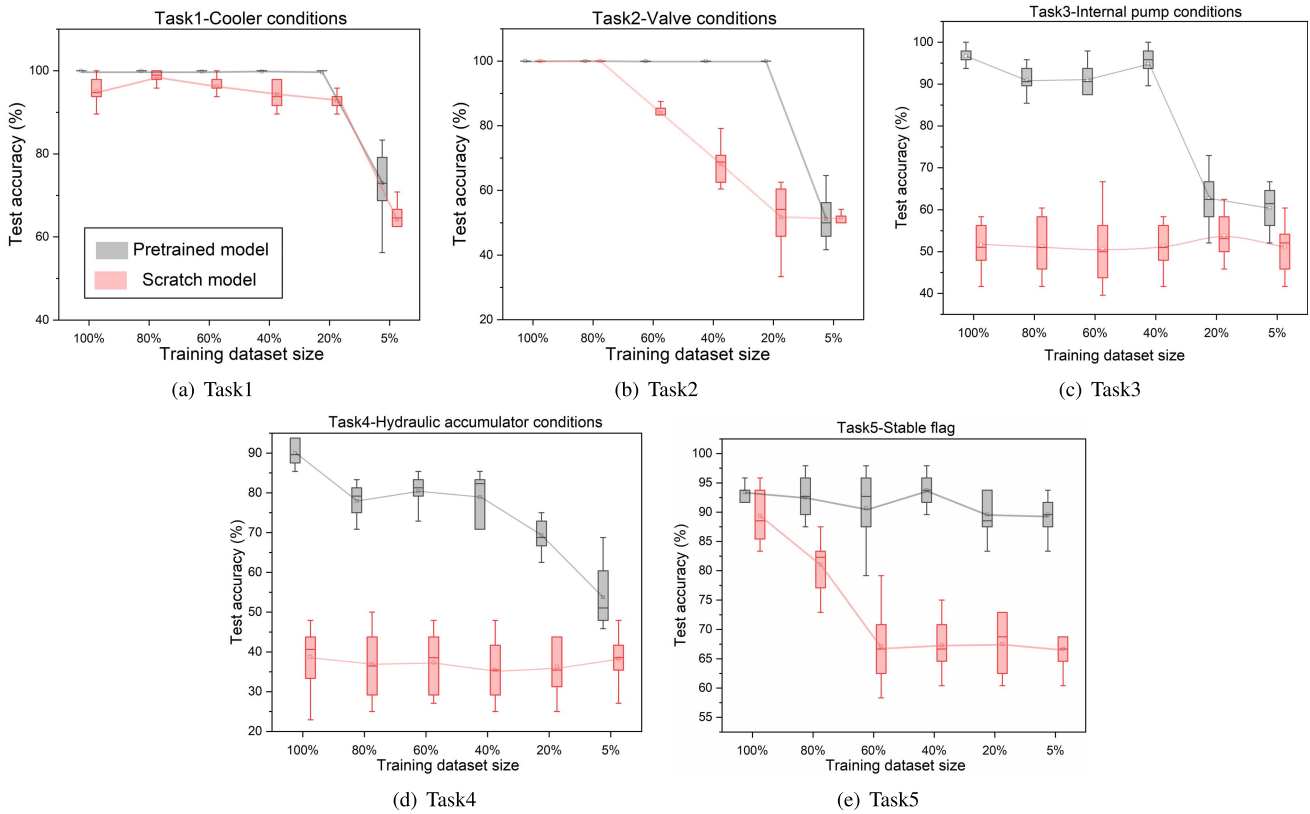 Task1-Cooler conditions
Test accuracy (%)
100
80
60
40
Pretrained model
Scratch model
100% 80% 60% 40% 20% 5%
Training dataset size
(a) Task1
Task2-Valve conditions
Test accuracy (%)
100
80
60
40
20
100% 80% 60% 40% 20% 5%
Training dataset size
(b) Task2
Task3-Internal pump conditions
Test accuracy (%)
100
90
80
70
60
50
40
100% 80% 60% 40% 20% 5%
Training dataset size
(c) Task3
Task4-Hydraulic accumulator conditions
Test accuracy (%)
90
80
70
60
50
40
30
20
100% 80% 60% 40% 20% 5%
Training dataset size
(d) Task4
Task5-Stable flag
Test accuracy (%)
100
95
90
85
80
75
70
65
60
55
100% 80% 60% 40% 20% 5%
Training dataset size
(e) Task5